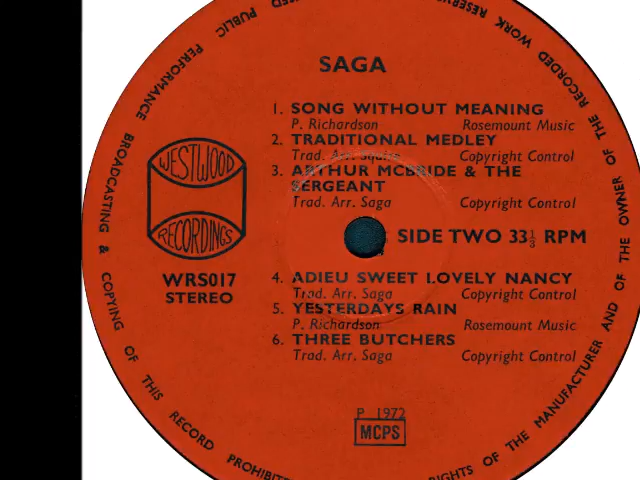 SAGA
1. SONG WITHOUT MEANING
P. Richardson Rosemount Music
2. TRADITIONAL MEDLEY
Trad. Arr. Copyright Control
3. ARTHUR MCBRIDE & THE
SERGEANT
Trad. Arr. Saga Copyright Control
WESTWOOD
RECORDINGS
SIDE TWO 33⅓ RPM
WRS017
STEREO
4. ADIEU SWEET LOVELY NANCY
Trad. Arr. Saga Copyright Control
5. YESTERDAYS RAIN
P. Richardson Rosemount Music
6. THREE BUTCHERS
Trad. Arr. Saga Copyright Control
P 1972
MCPS
OF THE MANUFACTURER AND OF THE OWNER OF THE RECORDED WORK RESERVED
PUBLIC PERFORMANCE BROADCASTING & COPYING OF THIS RECORD PROHIBITE